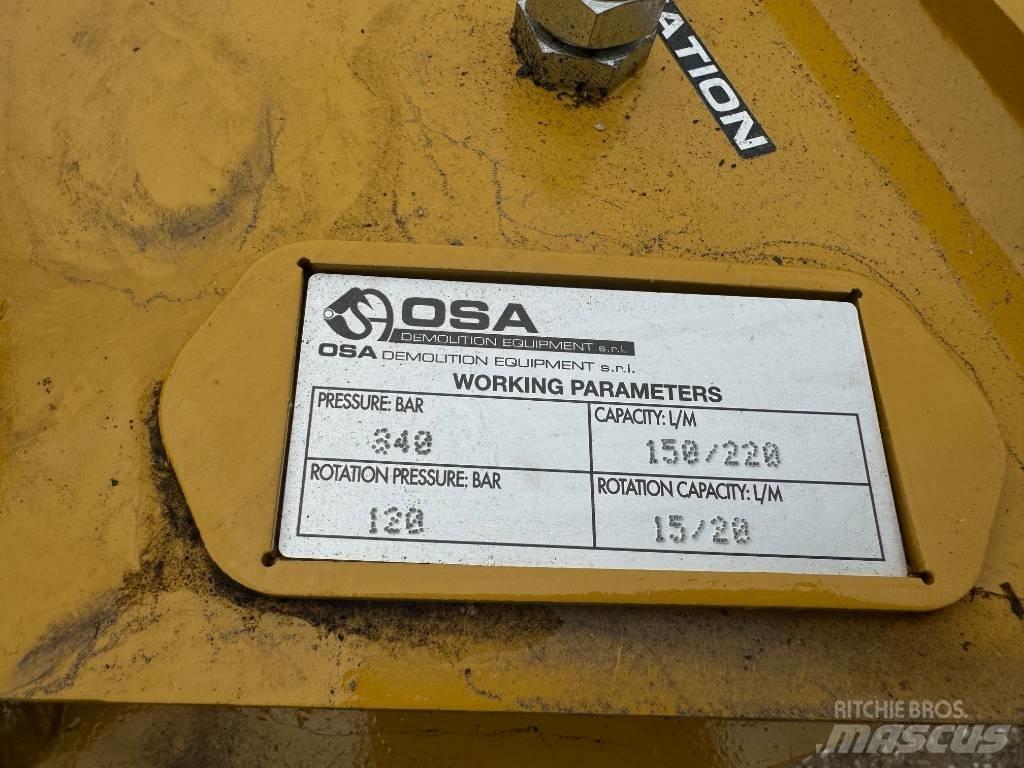 ATION
OSA
DEMOLITION EQUIPMENT s.r.l.
OSA DEMOLITION EQUIPMENT s.r.l.
WORKING PARAMETERS
PRESSURE: BAR
340
CAPACITY: L/M
150/220
ROTATION PRESSURE: BAR
120
ROTATION CAPACITY: L/M
15/20
RITCHIE BROS.
MASCUS